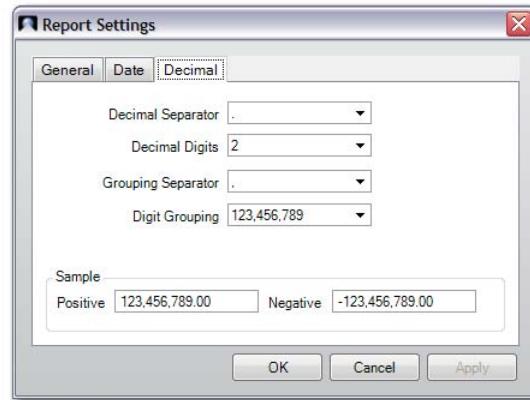 Report Settings
General Date Decimal
Decimal Separator .
Decimal Digits 2
Grouping Separator ,
Digit Grouping 123,456,789
Sample
Positive 123,456,789.00 Negative -123,456,789.00
OK Cancel Apply